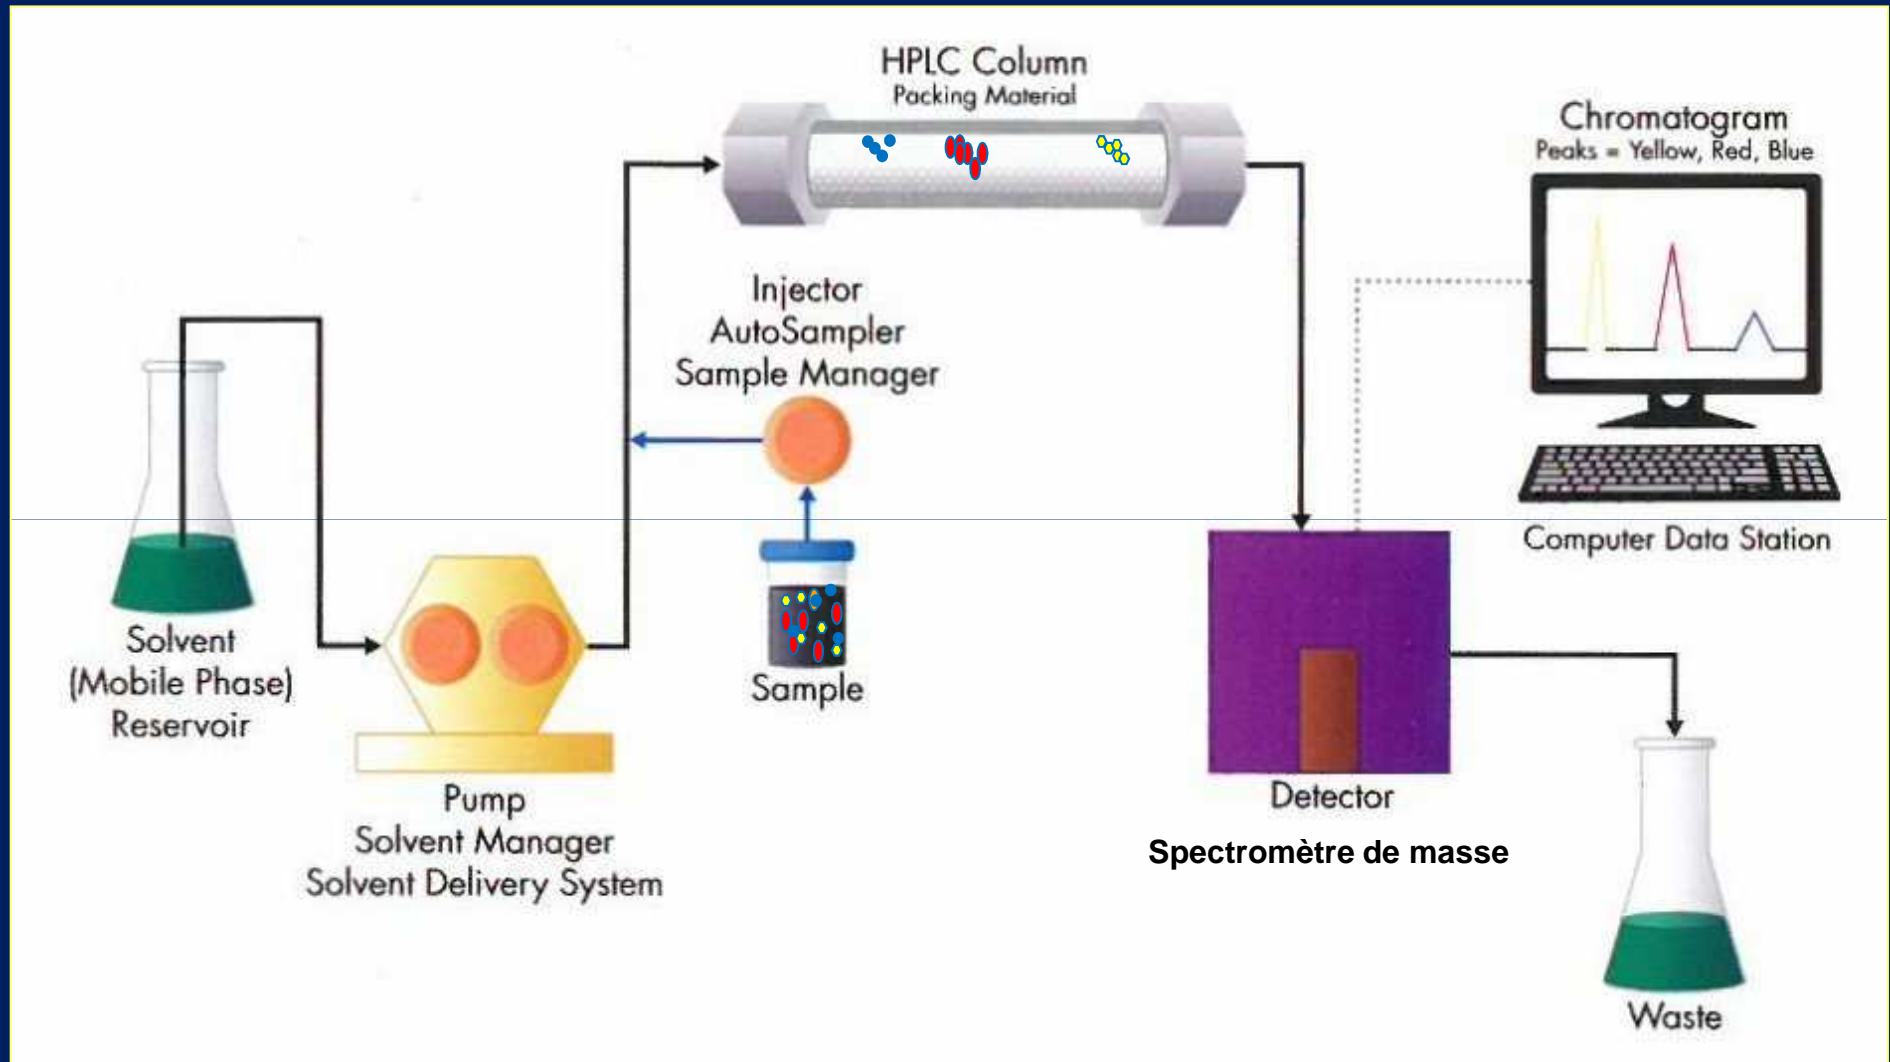 HPLC Column
Packing Material
Chromatogram
Peaks = Yellow, Red, Blue
Injector
AutoSampler
Sample Manager
Computer Data Station
Solvent
(Mobile Phase)
Reservoir
Sample
Pump
Solvent Manager
Solvent Delivery System
Detector
Spectromètre de masse
Waste